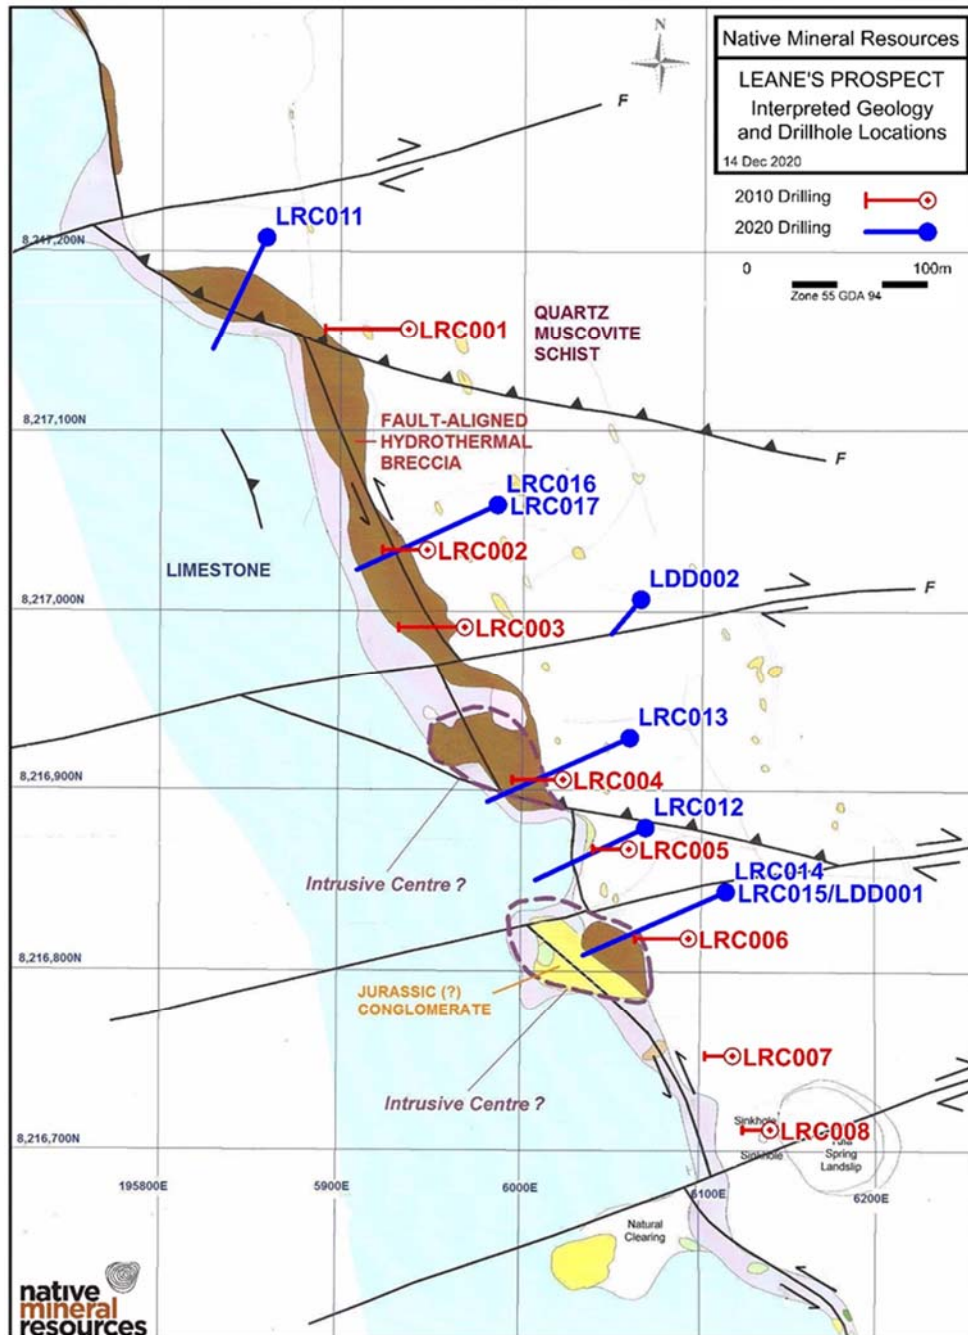 Native Mineral Resources
LEANE'S PROSPECT
Interpreted Geology
and Drillhole Locations
14 Dec 2020
2010 Drilling
2020 Drilling
0 100m
Zone 55 GDA 94
N
F
LRC011
8,217,200N
LRC001
QUARTZ
MUSCOVITE
SCHIST
8,217,100N
FAULT-ALIGNED
HYDROTHERMAL
BRECCIA
F
LRC016
LRC017
LRC002
LIMESTONE
LDD002
F
8,217,000N
LRC003
LRC013
8,216,900N
LRC004
LRC012
LRC005
LRC014
LRC015/LDD001
Intrusive Centre ?
LRC006
8,216,800N
JURASSIC (?)
CONGLOMERATE
LRC007
Intrusive Centre ?
Sinkhole
LRC008
8,216,700N
Sinkhole
Spring
Landslip
195800E
5900E
6000E
6100E
6200E
Natural
Clearing
native
mineral
resources